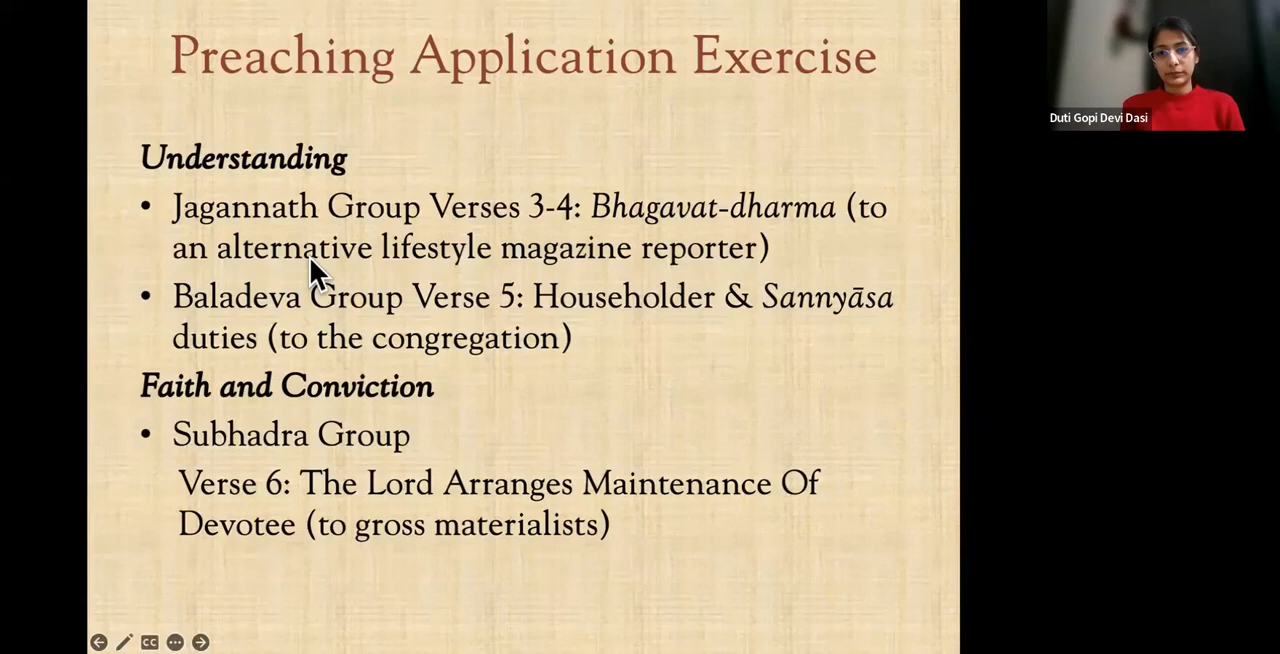 Preaching Application Exercise
Duti Gopi Devi Dasi
Understanding
• Jagannath Group Verses 3-4: Bhagavat-dharma (to
an alternative lifestyle magazine reporter)
• Baladeva Group Verse 5: Householder & Sannyāsa
duties (to the congregation)
Faith and Conviction
• Subhadra Group
Verse 6: The Lord Arranges Maintenance Of
Devotee (to gross materialists)
CC